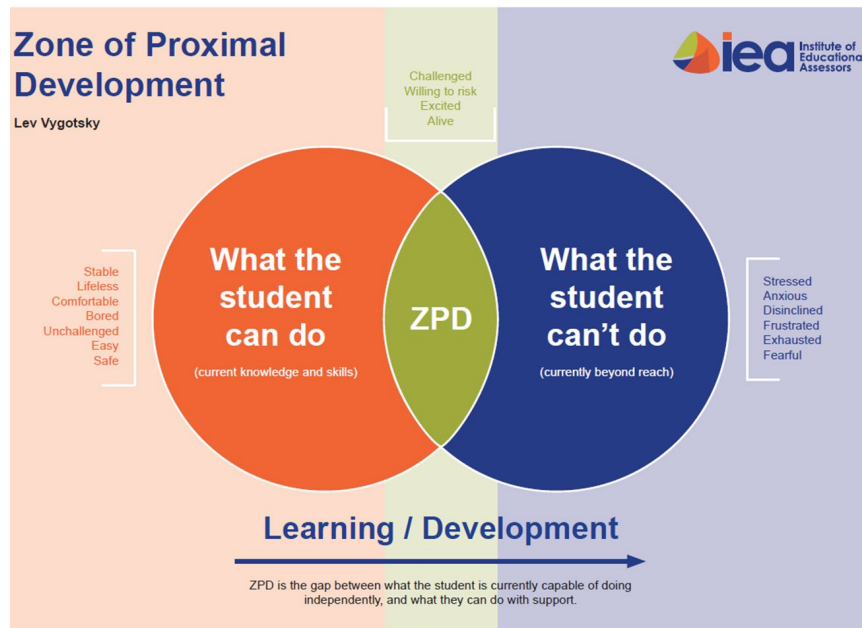 Zone of Proximal
Development
Lev Vygotsky
iea
Institute of
Educational
Assessors
Challenged
Willing to risk
Excited
Alive
Stable
Lifeless
Comfortable
Bored
Unchallenged
Easy
Safe
What the
student
can do
(current knowledge and skills)
ZPD
What the
student
can't do
(currently beyond reach)
Stressed
Anxious
Disinclined
Frustrated
Exhausted
Fearful
Learning / Development
ZPD is the gap between what the student is currently capable of doing
independently, and what they can do with support.